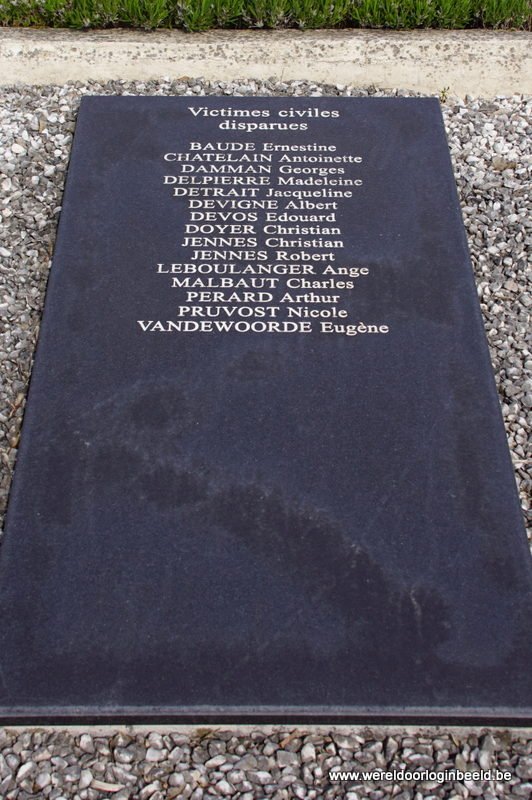 Victimes civiles
disparues
BAUDE Ernestine
CHATELAIN Antoinette
DAMMAN Georges
DELPIERRE Madeleine
DETRAIT Jacqueline
DEVIGNE Albert
DEVOS Edouard
DOYER Christian
JENNES Christian
JENNES Robert
LEBOULANGER Ange
MALBAUT Charles
PERARD Arthur
PRUVOST Nicole
VANDEWOORDE Eugène
www.wereldoorloginbeeld.be